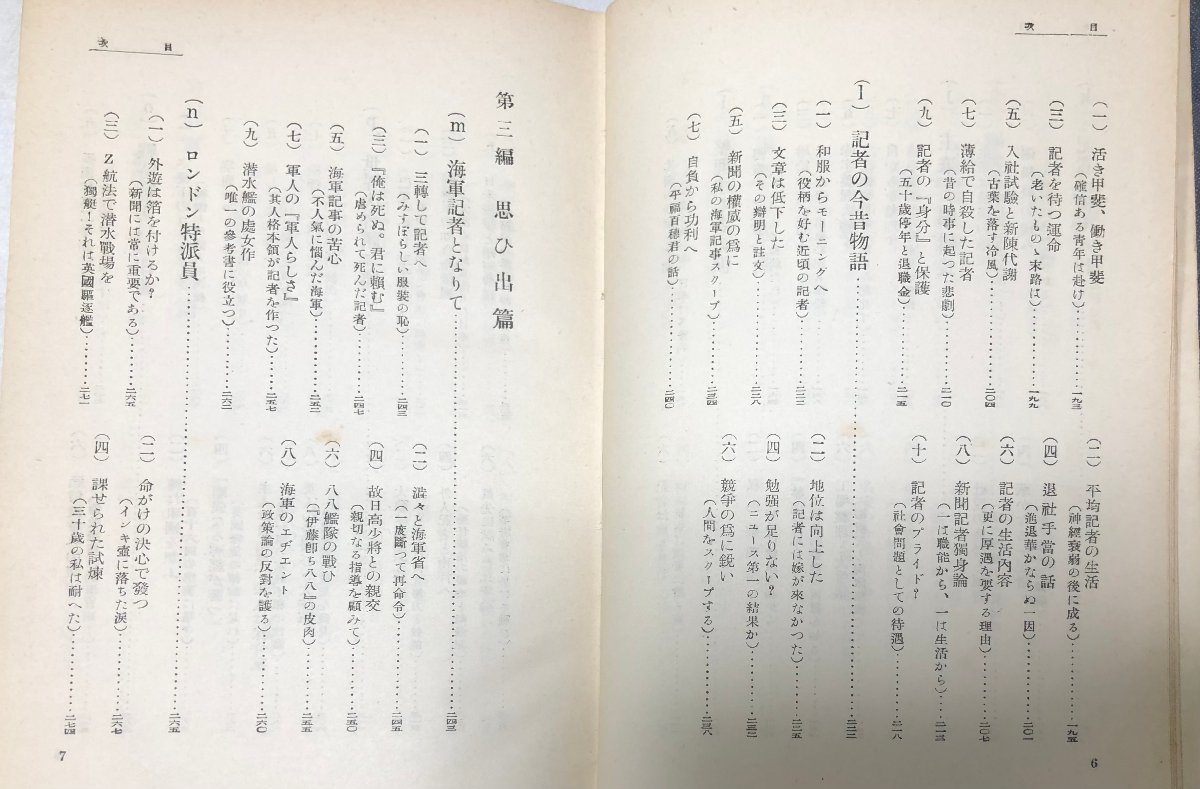 目次
(一) 活き甲斐、働き甲斐
(確信ある青年は赴け)……一九三
(二) 平均記者の生活
(神經衰弱の後に成る)……一九五
(三) 記者を待つ運命
(老いたものゝ末路は)……一九九
(四) 退社手當の話
(進退華かならぬ一因)……二〇一
(五) 入社試驗と新陳代謝
(古葉を落す冷風)……二〇四
(六) 記者の生活內容
(更に厚遇を要する理由)……二〇七
(七) 薄給で自殺した記者
(昔の時事に起つた悲劇)……二一〇
(八) 新聞記者獨身論
(一は職能から、一は生活から)……二一三
(九) 記者の『身分』と保護
(五十歲停年と退職金)……二一五
(十) 記者のプライド?
(社會問題としての待遇)……二一八
(l) 記者の今昔物語……二二二
(一) 和服からモーニングへ
(役柄を好む近頃の記者)……二二二
(二) 地位は向上した
(記者には嫁が來なかつた)……二二五
(三) 文章は低下した
(その辯明と註文)……二二八
(四) 勉强が足りない?
(ニュース第一の結果か)……二三二
(五) 新聞の權威の爲に
(私の海軍記事スクープ)……二三四
(六) 競爭の爲に銳い
(人間をスクープする)……二三八
(七) 自負から功利へ
(平福百穗君の話)……二四〇
6
目次
第三編 思ひ出篇
(m) 海軍記者となりて……二四三
(一) 三轉して記者へ
(みすぼらしい服裝の恥)……二四三
(二) 澁々と海軍省へ
(一度斷つて再命令)……二四五
(三) 『俺は死ぬ。君に賴む』
(虐められて死んだ記者)……二四七
(四) 故日高少將との親交
(親切なる指導を顧みて)……二五〇
(五) 海軍記事の苦心
(不人氣に惱んだ海軍)……二五二
(六) 八八艦隊の戰ひ
(『伊藤卽ち八八』の皮肉)……二五五
(七) 軍人の『軍人らしさ』
(其人格本領が記者を作つた)……二五七
(八) 海軍のエヂエント
(政策論の反對を護る)……二六〇
(九) 潜水艦の處女作
(唯一の參考書に役立つ)……二六二
(n) ロンドン特派員……二六五
(一) 外遊は箔を付けるか?
(新聞には常に重要である)……二六五
(二) 命がけの決心で發つ
(インキ壺に落ちた淚)……二六七
(三) Z航法で潜水戰場を
(獨艇!それは英國驅逐艦)……二七一
(四) 課せられた試煉
(三十歲の私は耐へた)……二七四
7